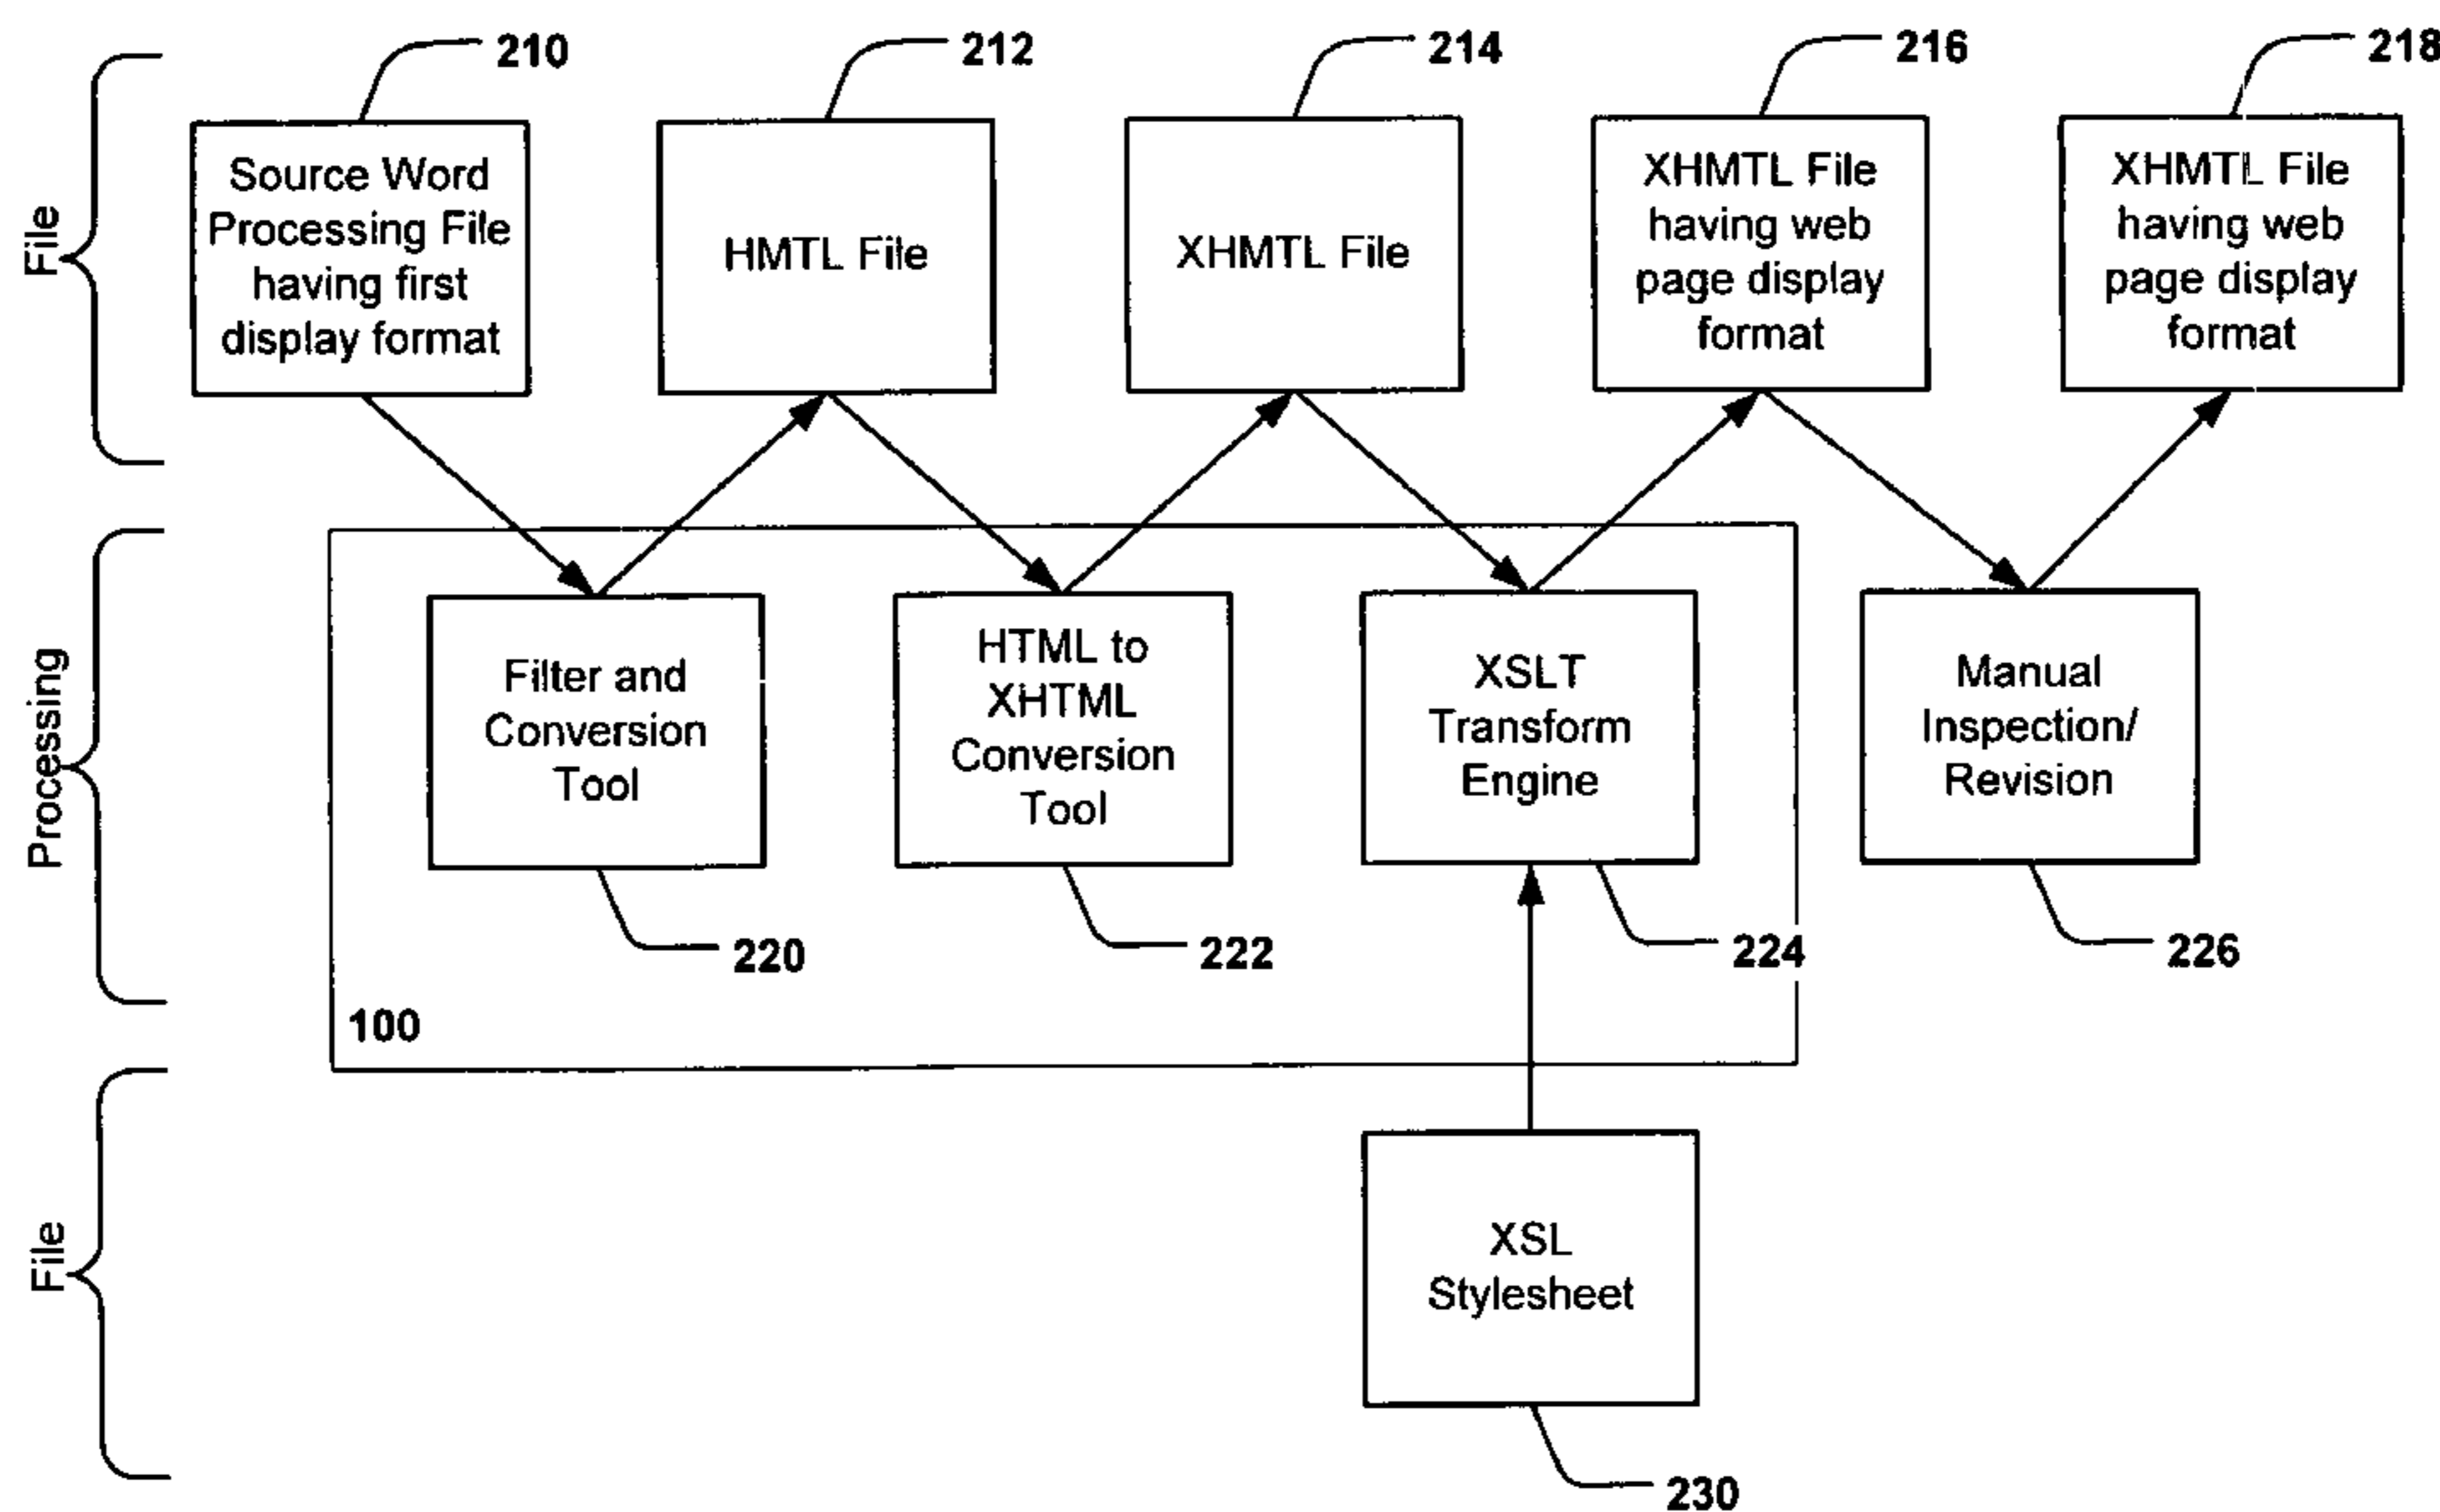 210
212
214
216
218
File
Source Word
Processing File
having first
display format
HMTL File
XHMTL File
XHMTL File
having web
page display
format
XHMTL File
having web
page display
format
Processing
Filter and
Conversion
Tool
HTML to
XHTML
Conversion
Tool
XSLT
Transform
Engine
Manual
Inspection/
Revision
220
222
224
226
100
File
XSL
Stylesheet
230